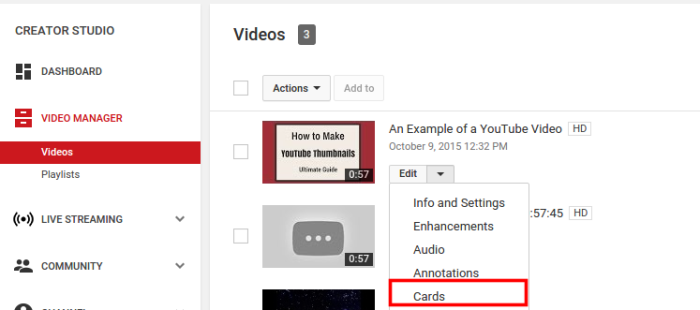 CREATOR STUDIO
DASHBOARD
VIDEO MANAGER
Videos
Playlists
LIVE STREAMING
COMMUNITY
CHANNEL
Videos 3
Actions Add to
How to Make
YouTube Thumbnails
Ultimate Guide
0:57
An Example of a YouTube Video HD
October 9, 2015 12:32 PM
Edit
0:57
:57:45 HD
Info and Settings
Enhancements
Audio
Annotations
Cards